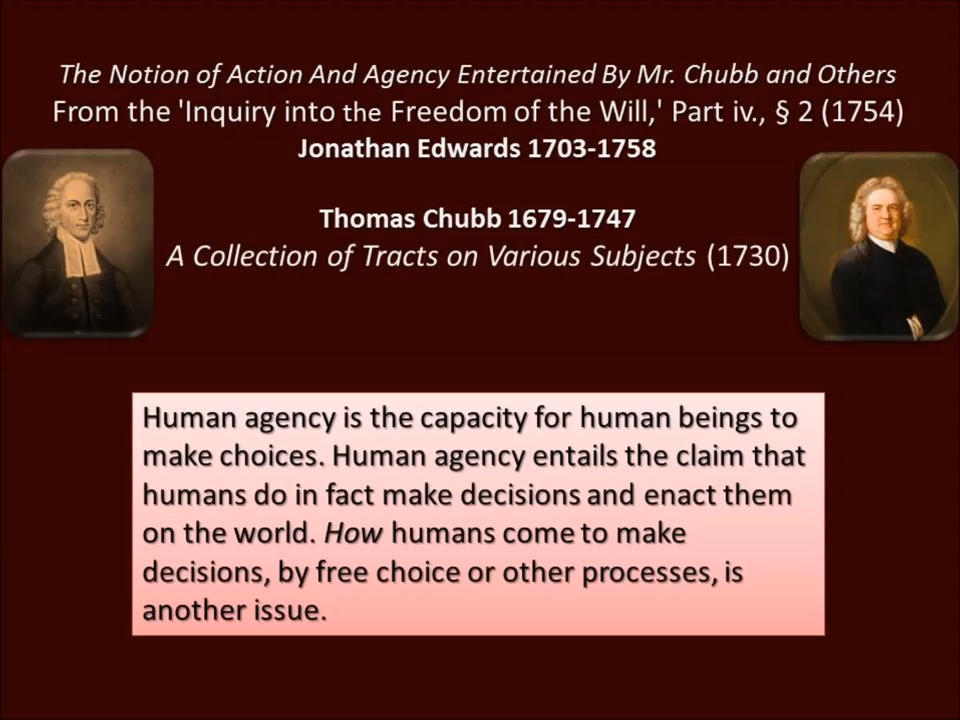 The Notion of Action And Agency Entertained By Mr. Chubb and Others
From the 'Inquiry into the Freedom of the Will,' Part iv., § 2 (1754)
Jonathan Edwards 1703-1758
Thomas Chubb 1679-1747
A Collection of Tracts on Various Subjects (1730)
Human agency is the capacity for human beings to
make choices. Human agency entails the claim that
humans do in fact make decisions and enact them
on the world. How humans come to make
decisions, by free choice or other processes, is
another issue.